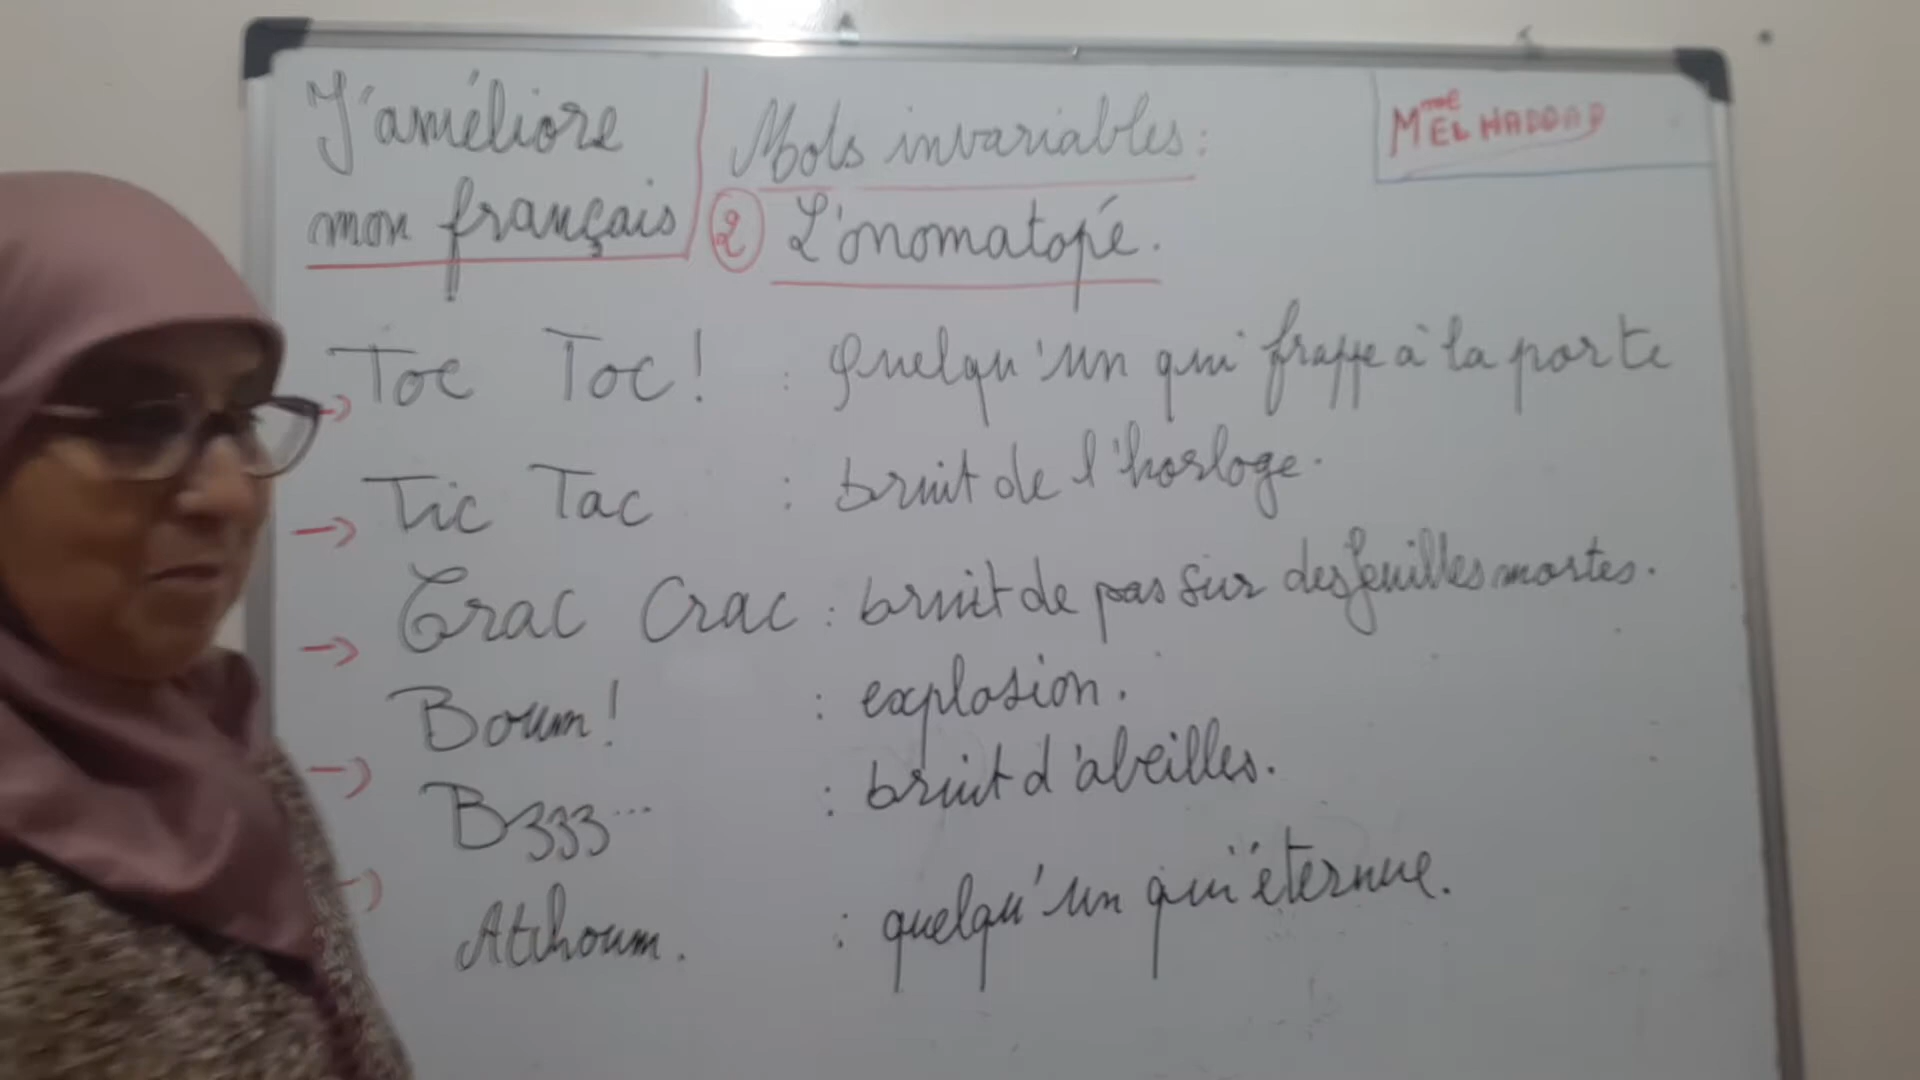 J'améliore
mon français
Mots invariables:
② L'onomatopé.
Mme EL HADDAD
→ Toc Toc! : quelqu'un qui frappe à la porte
→ Tic Tac : bruit de l'horloge.
→ Crac Crac : bruit de pas sur des feuilles mortes.
→ Boum! : explosion.
→ Bzzz... : bruit d'abeilles.
Atchoum. : quelqu'un qui éternue.